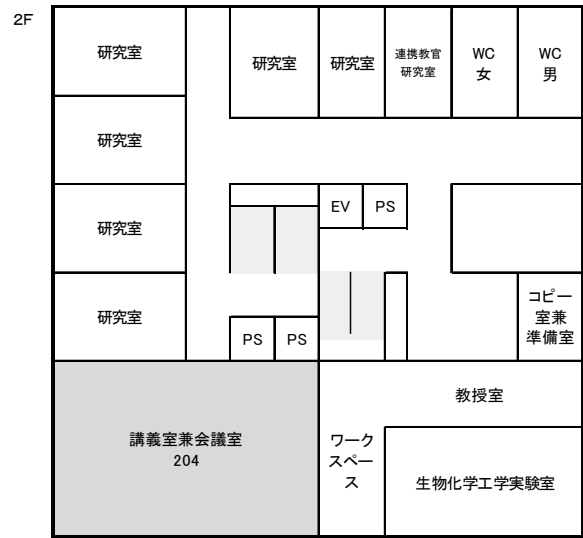 2F
研究室
研究室
研究室
連携教官
研究室
WC
女
WC
男
研究室
研究室
EV
PS
研究室
PS
PS
コピー
室兼
準備室
講義室兼会議室
204
ワーク
スペー
ス
教授室
生物化学工学実験室